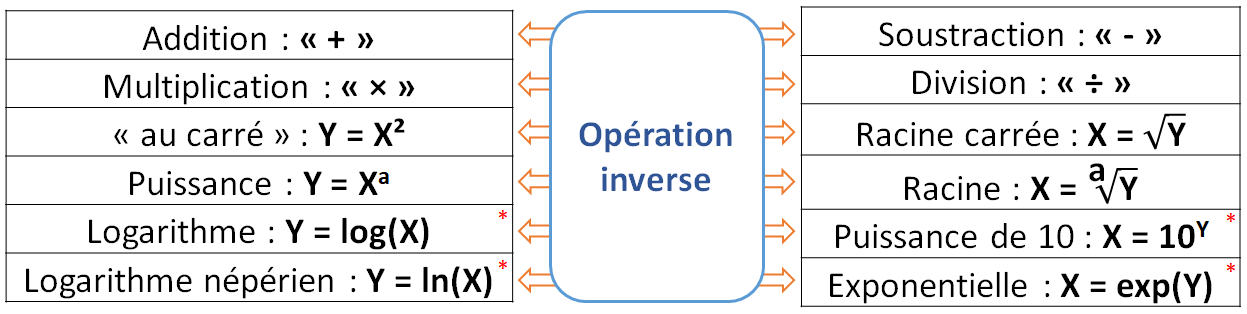 Addition : « + »
Multiplication : « × »
« au carré » : Y = X²
Puissance : Y = Xᵃ
Logarithme : Y = log(X) *
Logarithme népérien : Y = ln(X) *
Opération
inverse
Soustraction : « - »
Division : « ÷ »
Racine carrée : X = √Y
Racine : X = ᵃ√Y
Puissance de 10 : X = 10ʸ *
Exponentielle : X = exp(Y) *